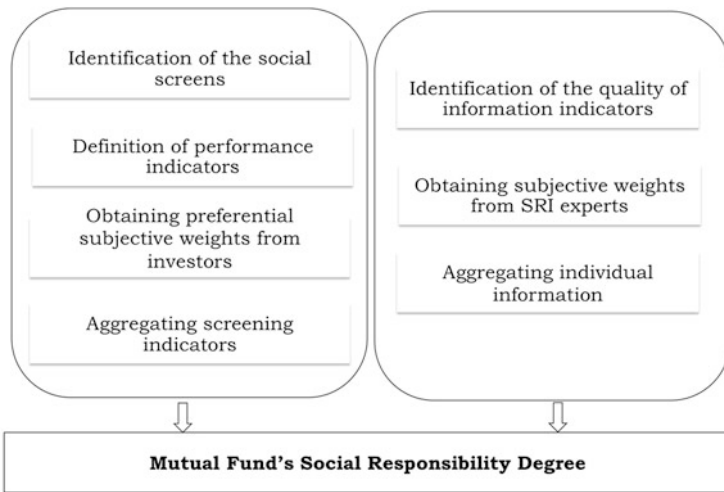 Identification of the social
screens
Definition of performance
indicators
Obtaining preferential
subjective weights from
investors
Aggregating screening
indicators
Identification of the quality of
information indicators
Obtaining subjective weights
from SRI experts
Aggregating individual
information
Mutual Fund's Social Responsibility Degree